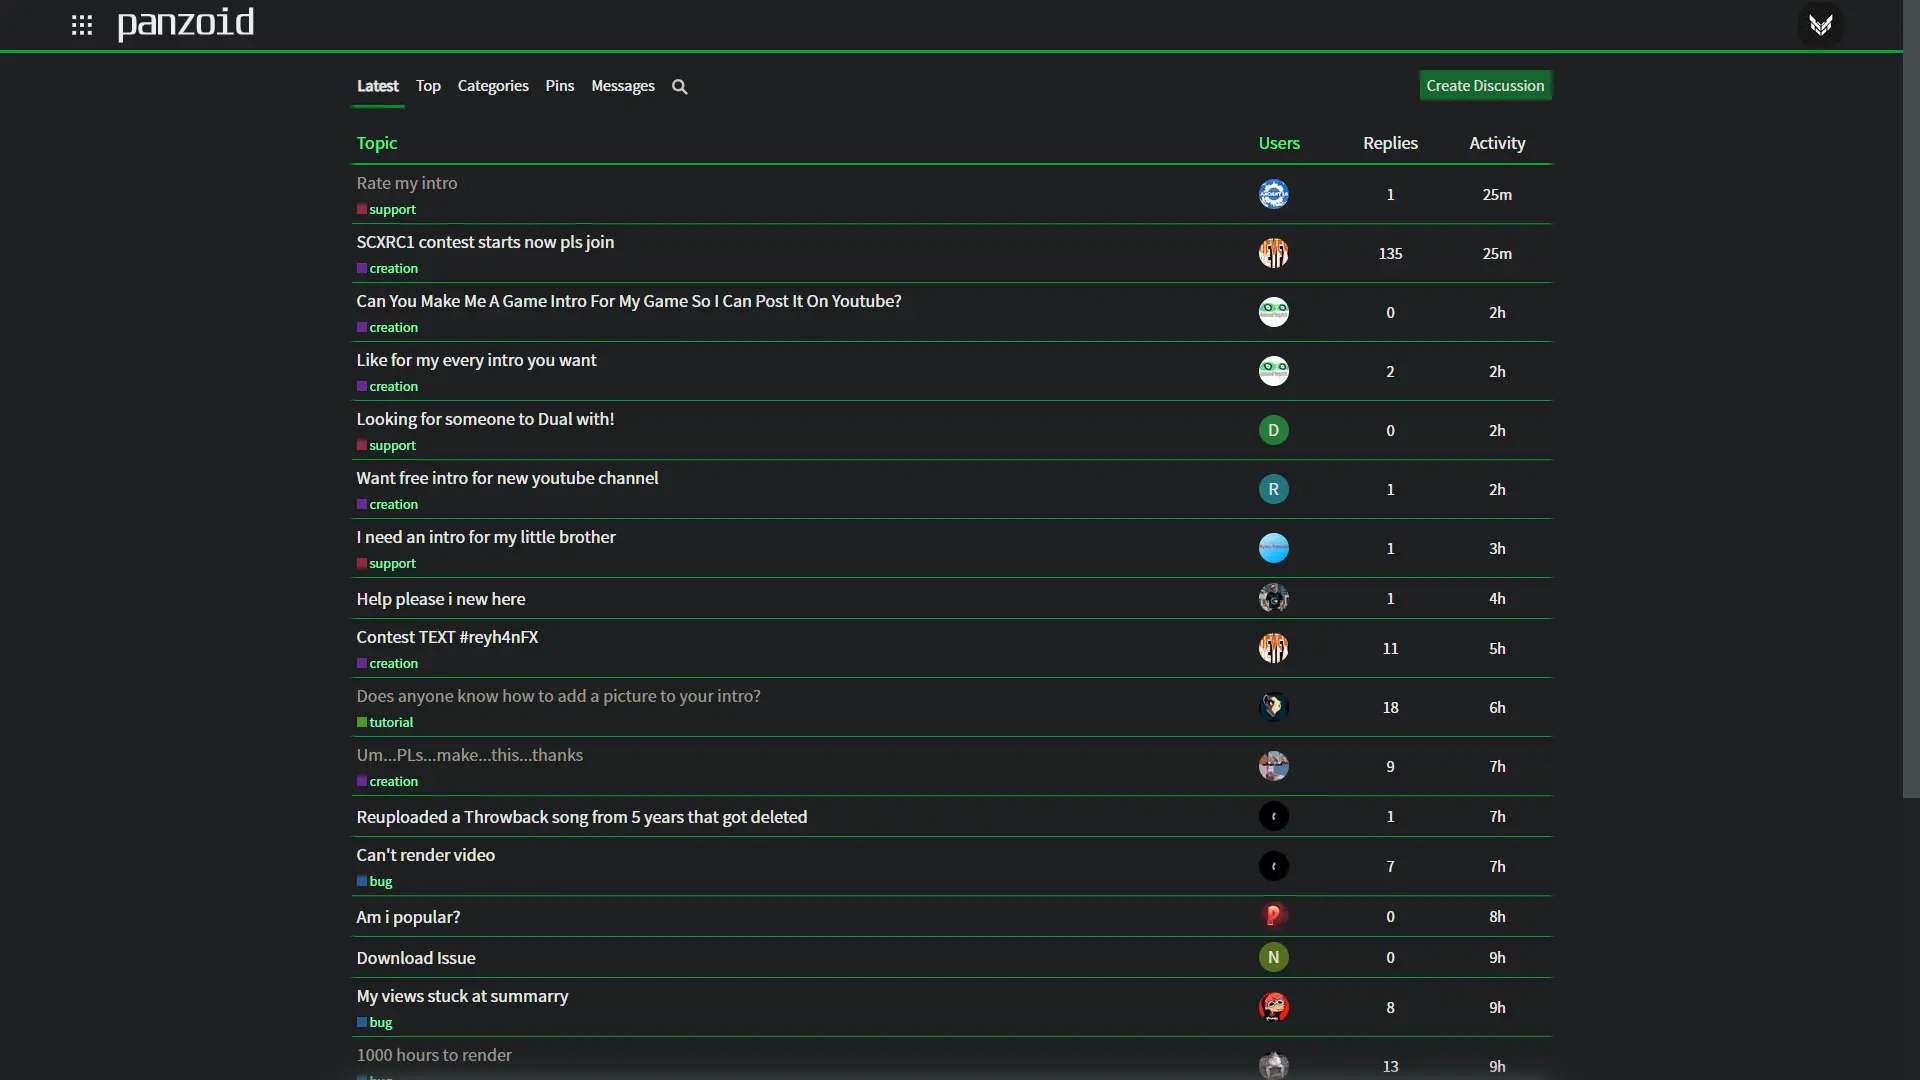 panzoid
Latest Top Categories Pins Messages Create Discussion
Topic Users Replies Activity
Rate my intro
support 1 25m
SCXRC1 contest starts now pls join
creation 135 25m
Can You Make Me A Game Intro For My Game So I Can Post It On Youtube?
creation 0 2h
Like for my every intro you want
creation 2 2h
Looking for someone to Dual with!
support D 0 2h
Want free intro for new youtube channel
creation R 1 2h
I need an intro for my little brother
support 1 3h
Help please i new here 1 4h
Contest TEXT #reyh4nFX
creation 11 5h
Does anyone know how to add a picture to your intro?
tutorial 18 6h
Um...PLs...make...this...thanks
creation 9 7h
Reuploaded a Throwback song from 5 years that got deleted 1 7h
Can't render video
bug 7 7h
Am i popular? P 0 8h
Download Issue N 0 9h
My views stuck at summarry
bug 8 9h
1000 hours to render
13 9h